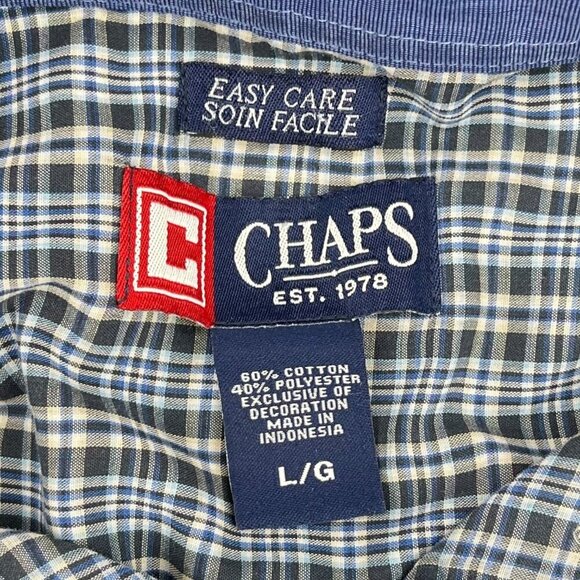 EASY CARE
SOIN FACILE
C CHAPS
EST. 1978
60% COTTON
40% POLYESTER
EXCLUSIVE OF
DECORATION
MADE IN
INDONESIA
L/G